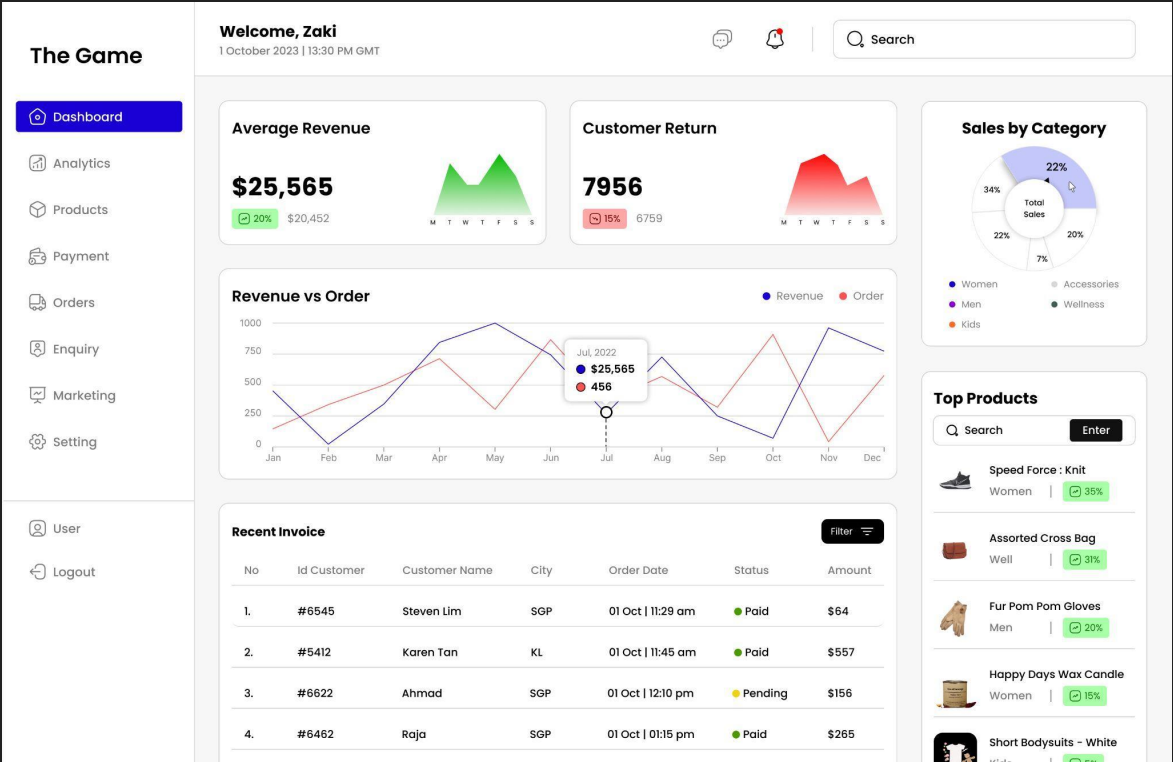 The Game
Dashboard
Analytics
Products
Payment
Orders
Enquiry
Marketing
Setting
User
Logout
Welcome, Zaki
1 October 2023 | 13:30 PM GMT
Search
Average Revenue
$25,565
20% $20,452
M T W T F S S
Customer Return
7956
15% 6759
M T W T F S S
Revenue vs Order
Revenue Order
1000
750
500
250
0
Jul, 2022
$25,565
456
Jan Feb Mar Apr May Jun Jul Aug Sep Oct Nov Dec
Recent Invoice
Filter
No Id Customer Customer Name City Order Date Status Amount
1. #6545 Steven Lim SGP 01 Oct | 11:29 am Paid $64
2. #5412 Karen Tan KL 01 Oct | 11:45 am Paid $557
3. #6622 Ahmad SGP 01 Oct | 12:10 pm Pending $156
4. #6462 Raja SGP 01 Oct | 01:15 pm Paid $265
Sales by Category
22%
34%
Total
Sales
22%
20%
7%
Women Accessories
Men Wellness
Kids
Top Products
Search Enter
Speed Force : Knit
Women | 35%
Assorted Cross Bag
Well | 31%
Fur Pom Pom Gloves
Men | 20%
Happy Days Wax Candle
Women | 15%
Short Bodysuits - White